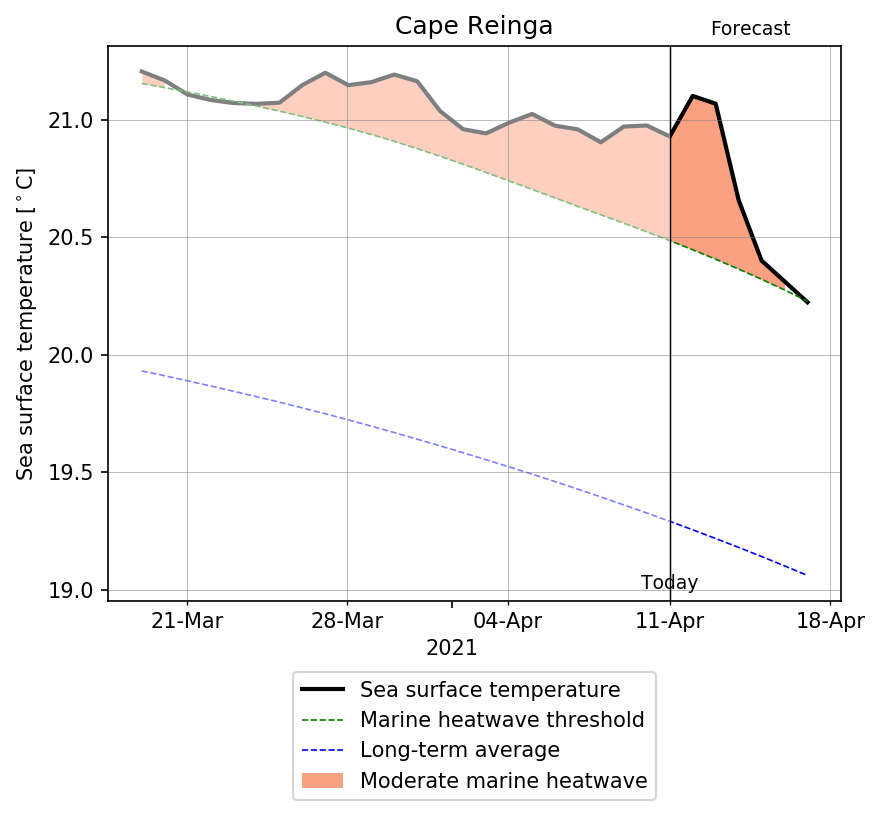 Cape Reinga
Forecast
Sea surface temperature [°C]
21.0
20.5
20.0
19.5
19.0
Today
21-Mar 28-Mar 04-Apr 11-Apr 18-Apr
2021
Sea surface temperature
Marine heatwave threshold
Long-term average
Moderate marine heatwave